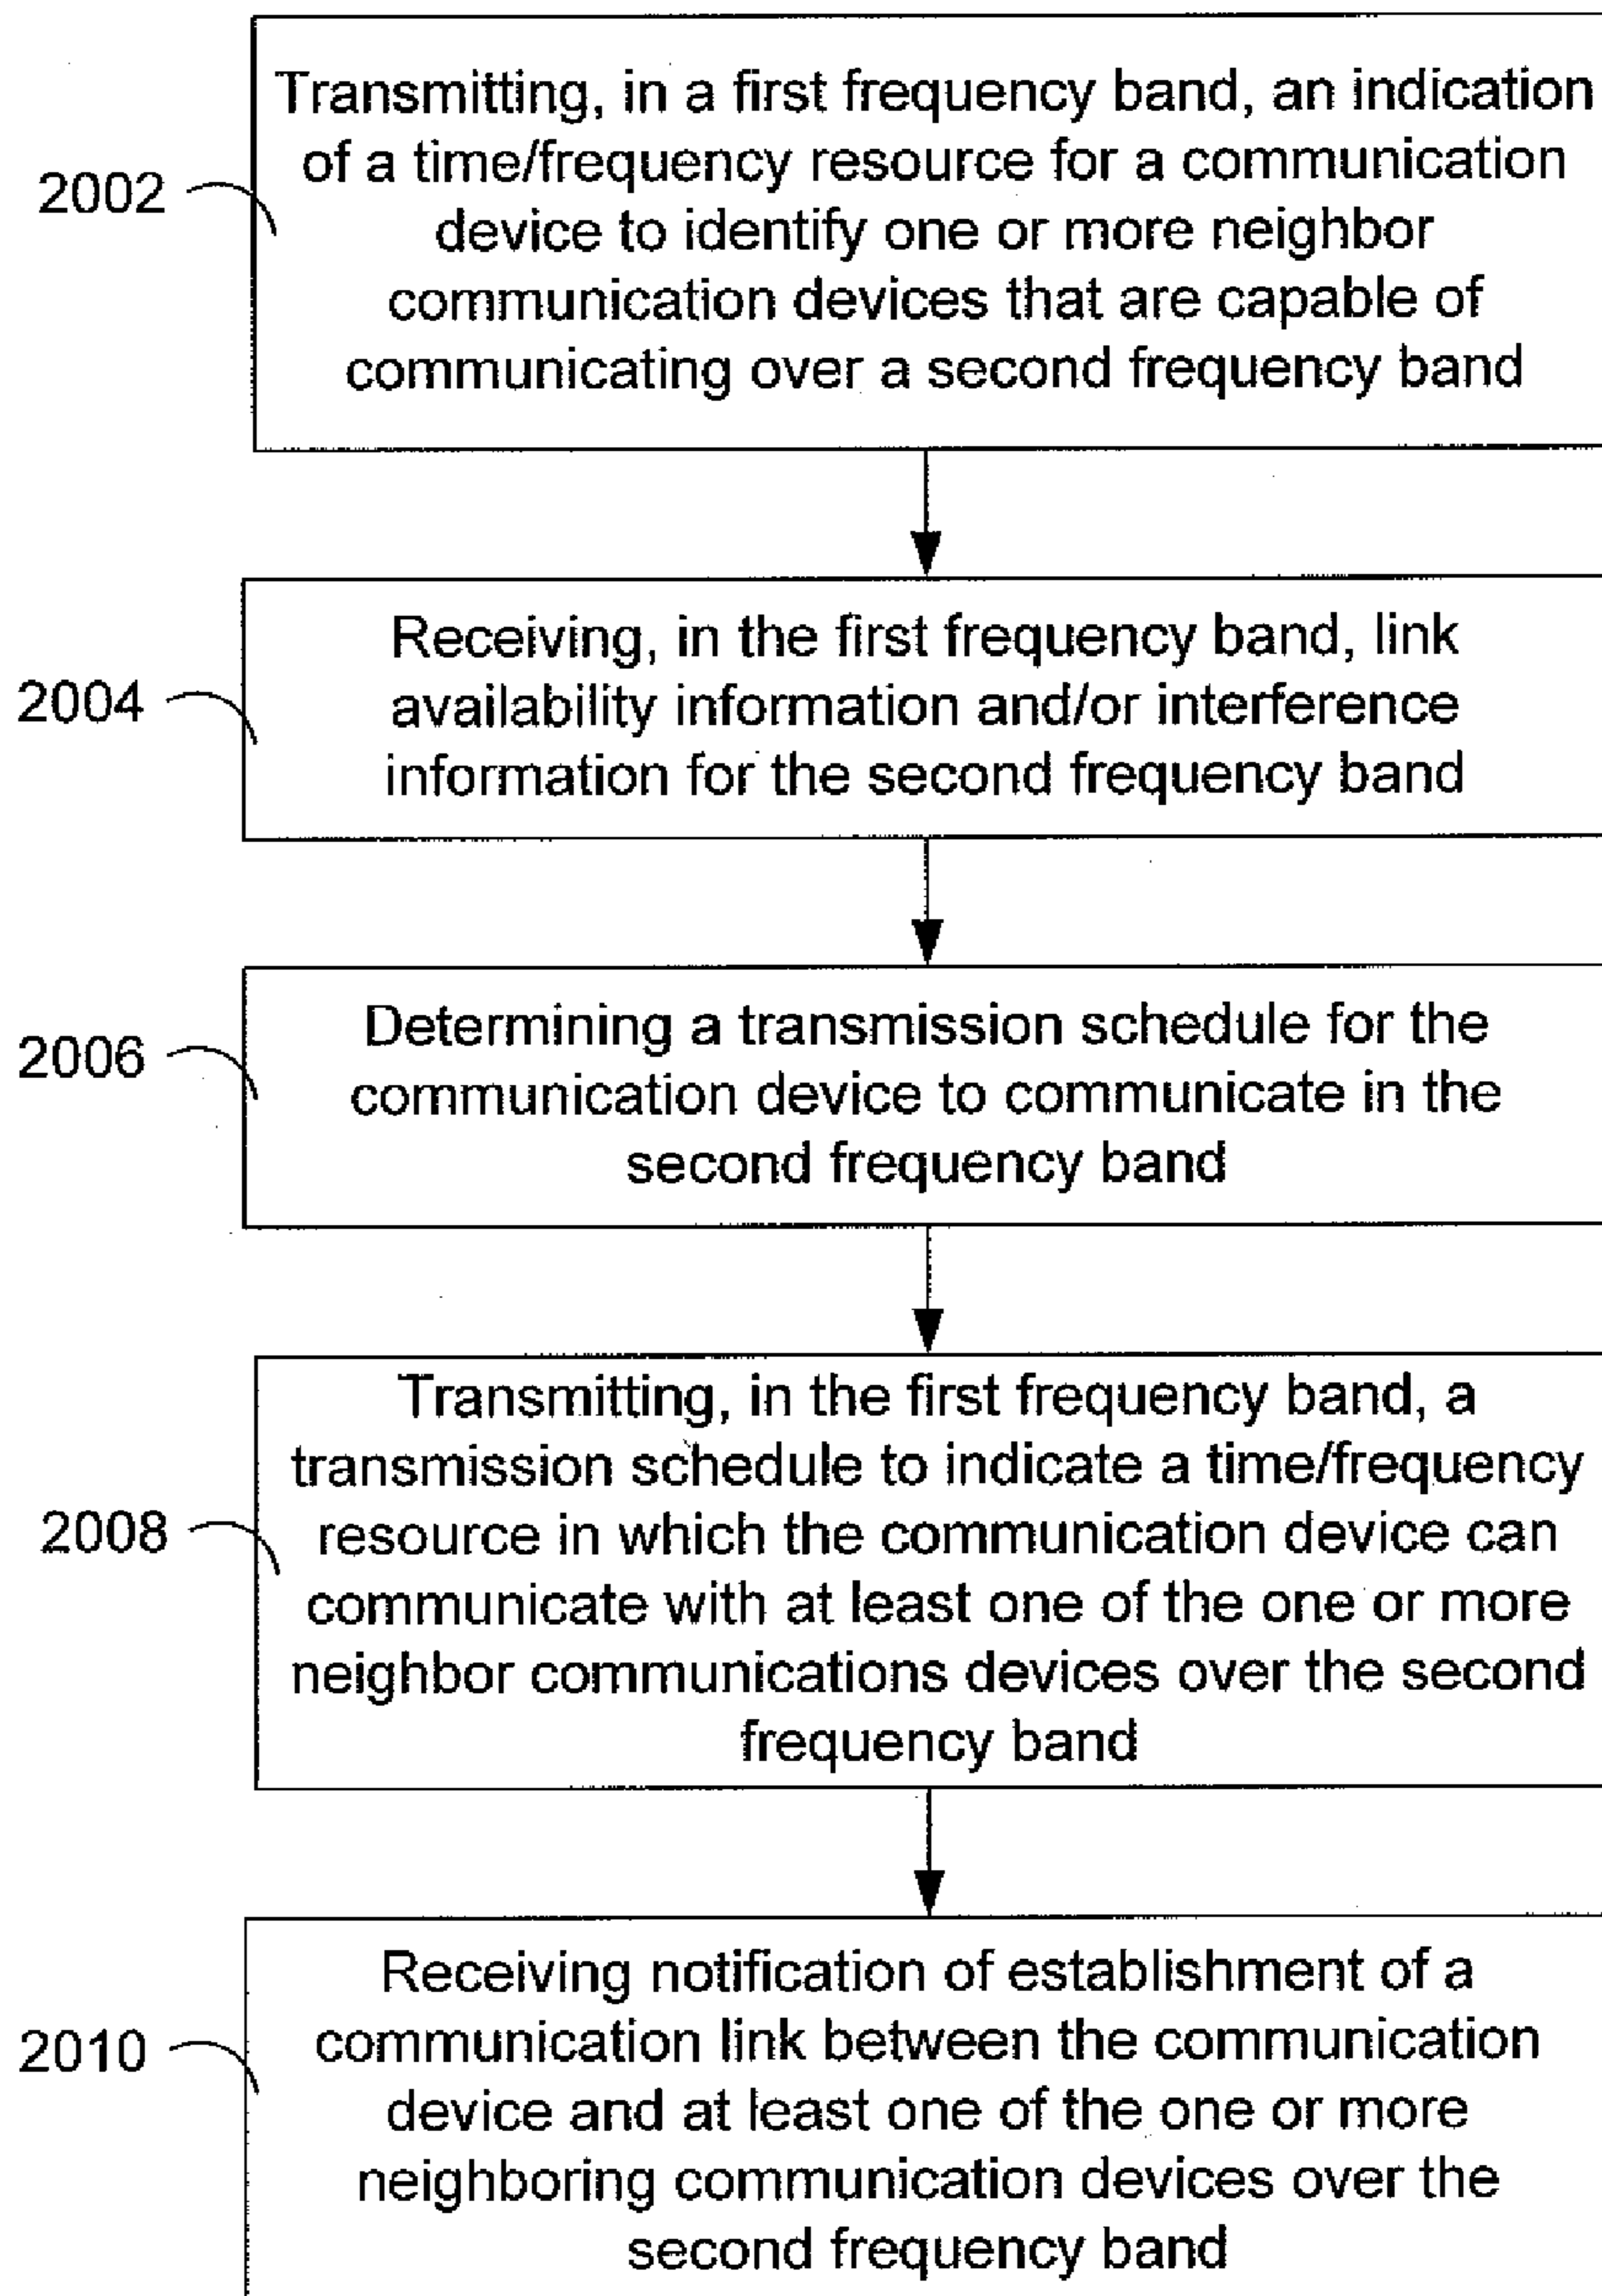 Transmitting, in a first frequency band, an indication
of a time/frequency resource for a communication
2002
device to identify one or more neighbor
communication devices that are capable of
communicating over a second frequency band
Receiving, in the first frequency band, link
2004
availability information and/or interference
information for the second frequency band
Determining a transmission schedule for the
2006
communication device to communicate in the
second frequency band
Transmitting, in the first frequency band, a
transmission schedule to indicate a time/frequency
2008
resource in which the communication device can
communicate with at least one of the one or more
neighbor communications devices over the second
frequency band
Receiving notification of establishment of a
2010
communication link between the communication
device and at least one of the one or more
neighboring communication devices over the
second frequency band